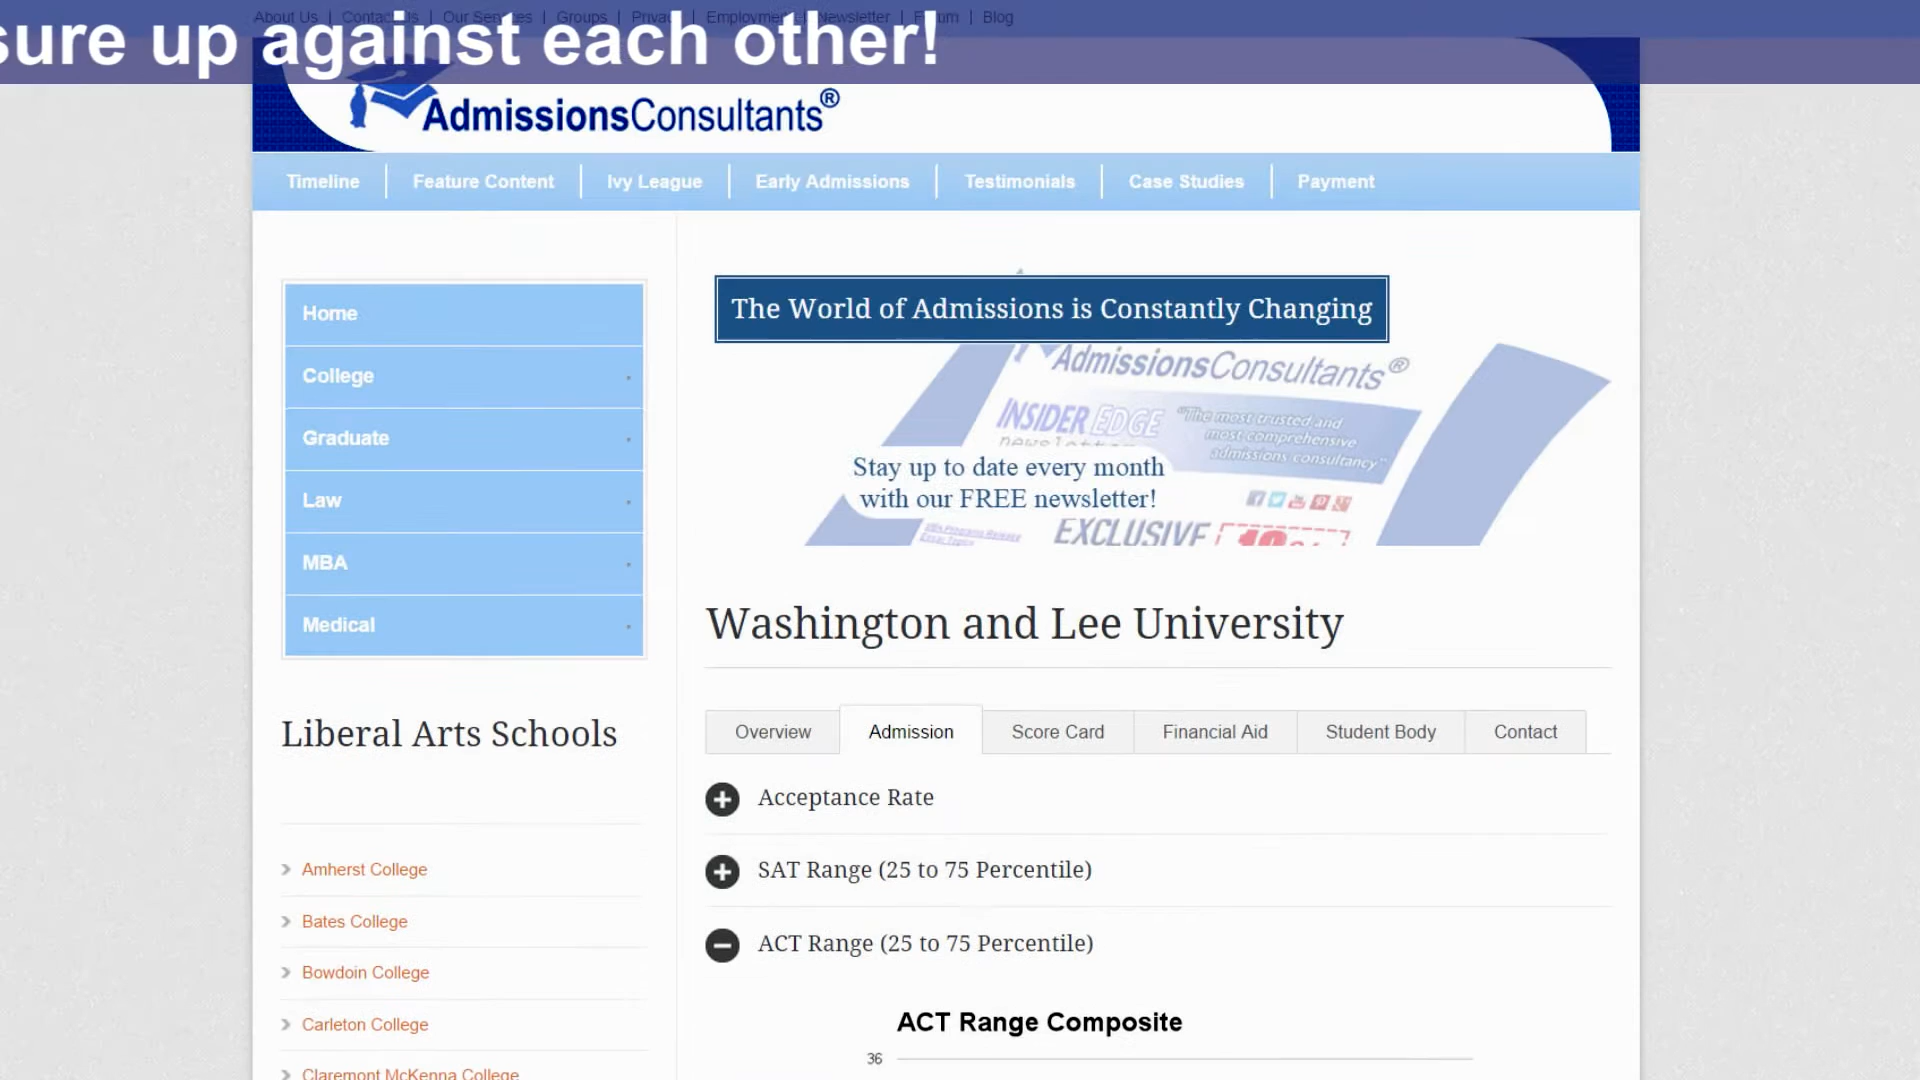 About Us | Contact Us | Our Services | Groups | Privacy | Employment | Newsletter | Forum | Blog
sure up against each other!
AdmissionsConsultants®
Timeline
Feature Content
Ivy League
Early Admissions
Testimonials
Case Studies
Payment
Home
College
Graduate
Law
MBA
Medical
The World of Admissions is Constantly Changing
AdmissionsConsultants®
INSIDER EDGE
newsletter
"The most trusted and
most comprehensive
admissions consultancy"
Stay up to date every month
with our FREE newsletter!
EXCLUSIVE
Washington and Lee University
Overview
Admission
Score Card
Financial Aid
Student Body
Contact
Acceptance Rate
SAT Range (25 to 75 Percentile)
ACT Range (25 to 75 Percentile)
ACT Range Composite
36
Liberal Arts Schools
Amherst College
Bates College
Bowdoin College
Carleton College
Claremont McKenna College